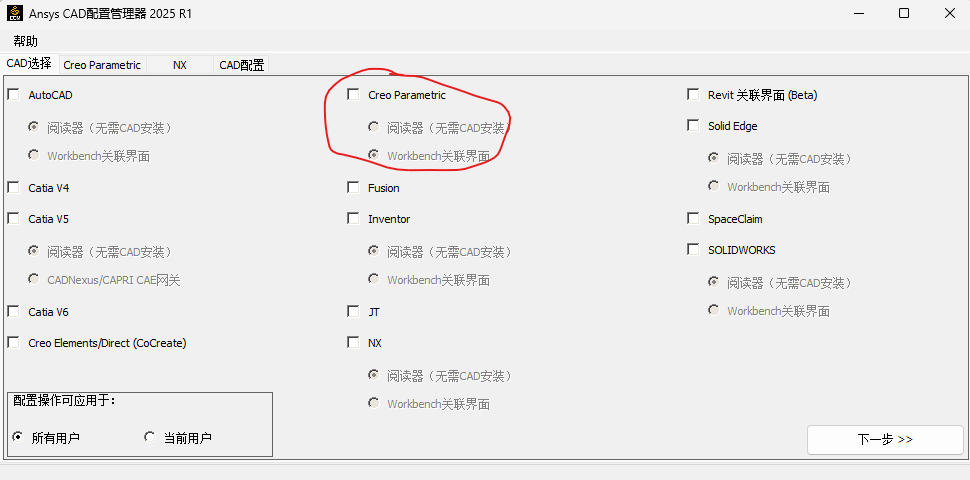 Ansys CAD配置管理器 2025 R1
帮助
CAD选择 Creo Parametric NX CAD配置
AutoCAD
阅读器（无需CAD安装）
Workbench关联界面
Catia V4
Catia V5
阅读器（无需CAD安装）
CADNexus/CAPRI CAE网关
Catia V6
Creo Elements/Direct (CoCreate)
Creo Parametric
阅读器（无需CAD安装）
Workbench关联界面
Fusion
Inventor
阅读器（无需CAD安装）
Workbench关联界面
JT
NX
阅读器（无需CAD安装）
Workbench关联界面
Revit 关联界面 (Beta)
Solid Edge
阅读器（无需CAD安装）
Workbench关联界面
SpaceClaim
SOLIDWORKS
阅读器（无需CAD安装）
Workbench关联界面
配置操作可应用于：
所有用户 当前用户
下一步 >>